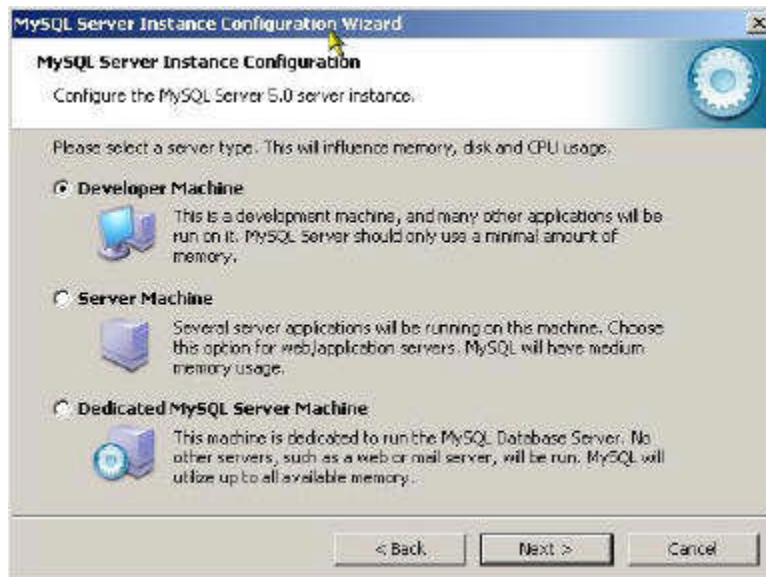 MySQL Server Instance Configuration Wizard
MySQL Server Instance Configuration
Configure the MySQL Server 5.0 server instance.
Please select a server type. This will influence memory, disk and CPU usage.
Developer Machine
This is a development machine, and many other applications will be
run on it. MySQL Server should only use a minimal amount of
memory.
Server Machine
Several server applications will be running on this machine. Choose
this option for web/application servers. MySQL will have medium
memory usage.
Dedicated MySQL Server Machine
This machine is dedicated to run the MySQL Database Server. No
other servers, such as a web or mail server, will be run. MySQL will
utilize up to all available memory.
< Back
Next >
Cancel